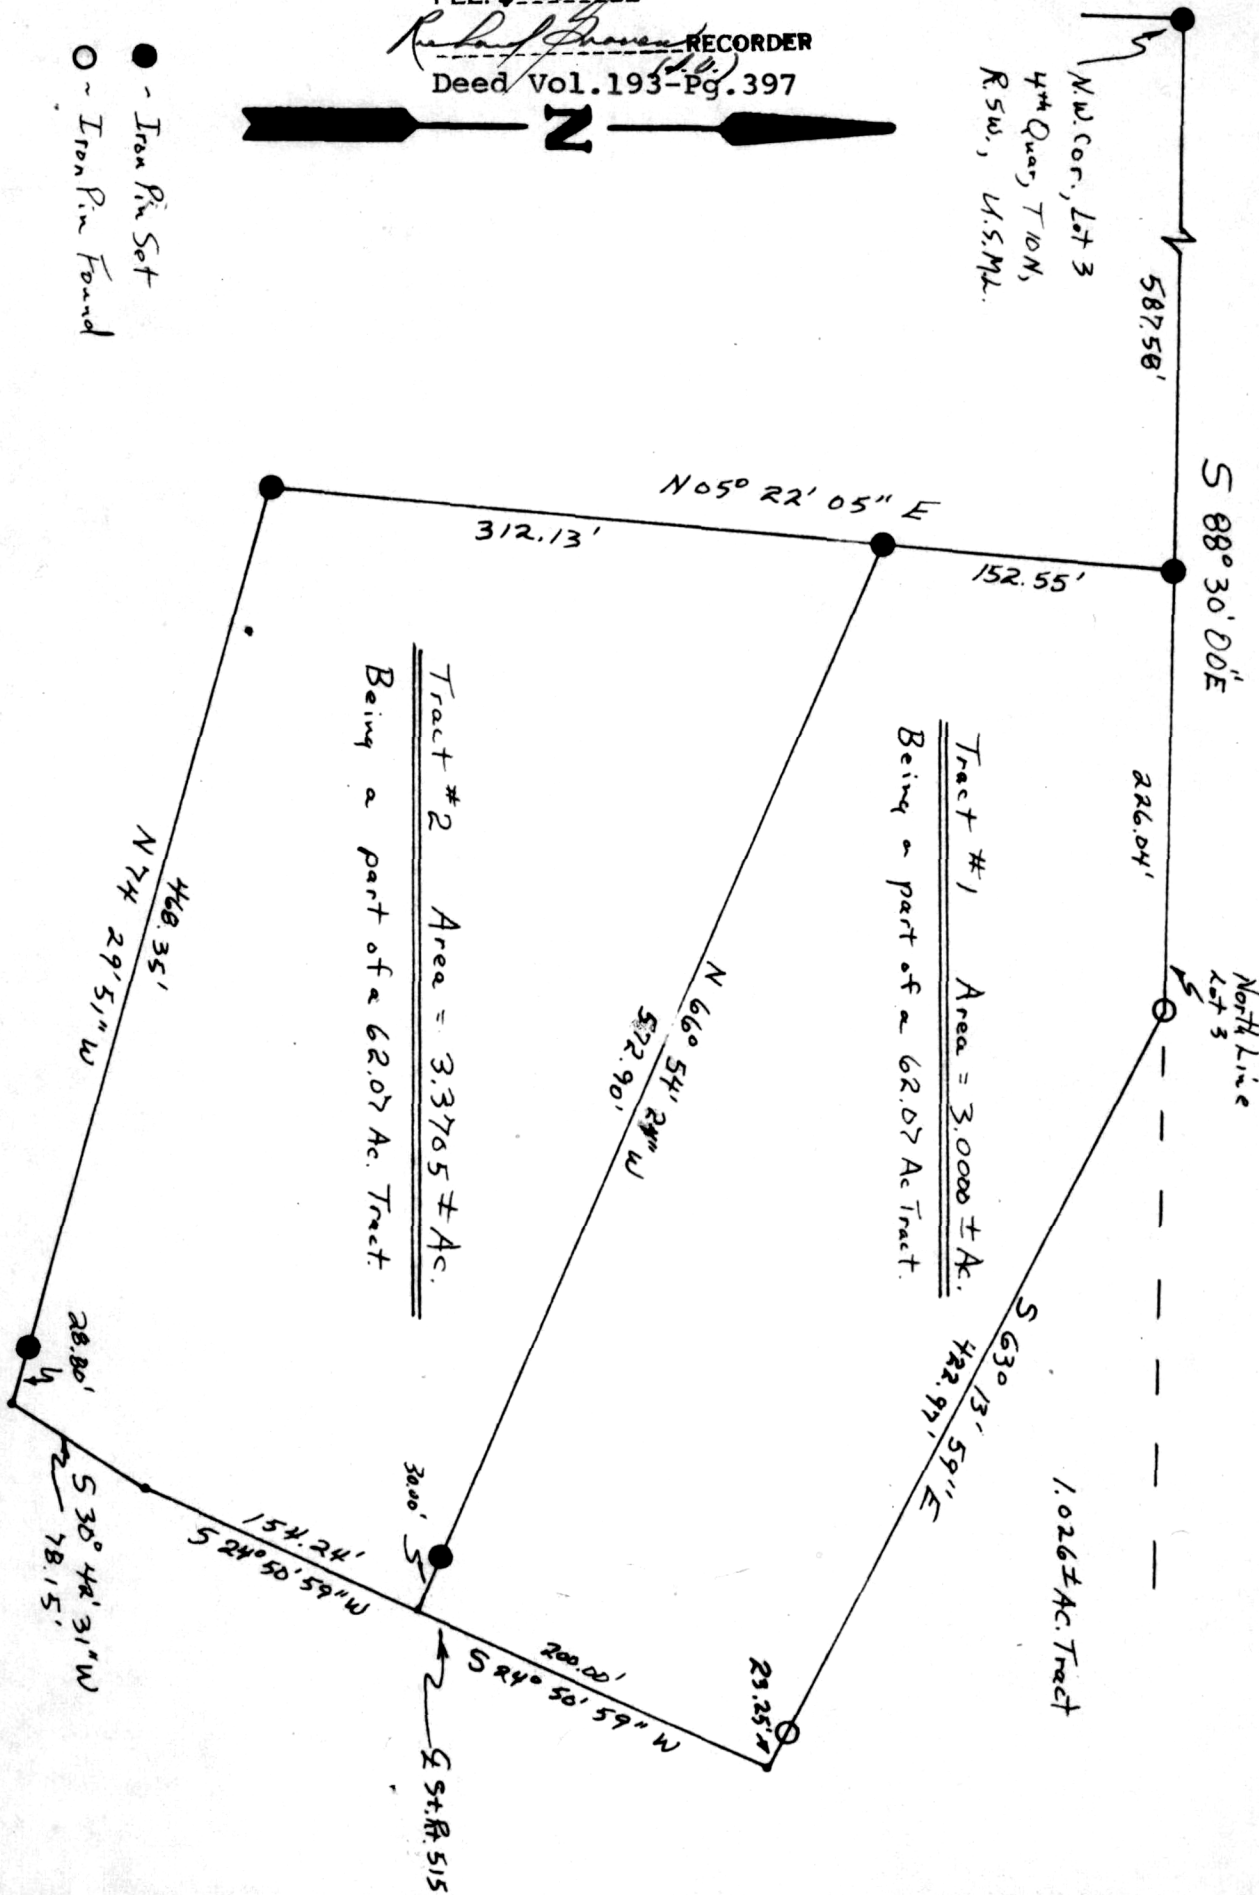 RECORDER
Deed Vol.193-Pg.397
N
● - Iron Pin Set
○ ~ Iron Pin Found
N.W. Cor., Lot 3
4th Quar, T10N,
R.5W., U.S.M.L.
587.58'
S 88° 30' 00" E
226.04'
North Line
Lot 3
N 05° 22' 05" E
312.13'
152.55'
Tract #1 Area = 3.0000 ± Ac.
Being a part of a 62.07 Ac Tract.
S 63° 13' 59" E
422.97'
1.026± Ac. Tract
23.25'
N 66° 54' 24" W
572.90'
Tract #2 Area = 3.3705 ± Ac.
Being a part of a 62.07 Ac. Tract.
468.35'
N 74 29' 51" W
28.80'
S 30° 42' 31" W
78.15'
154.24'
S 24° 50' 59" W
30.00'
200.00'
S 24° 50' 59" W
℄ St. Rt. 515